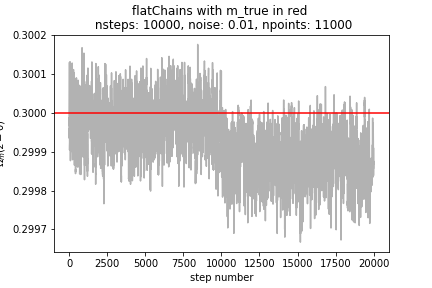 flatChains with m_true in red
nsteps: 10000, noise: 0.01, npoints: 11000
0.3002
0.3001
0.3000
0.2999
0.2998
0.2997
0 2500 5000 7500 10000 12500 15000 17500 20000
step number